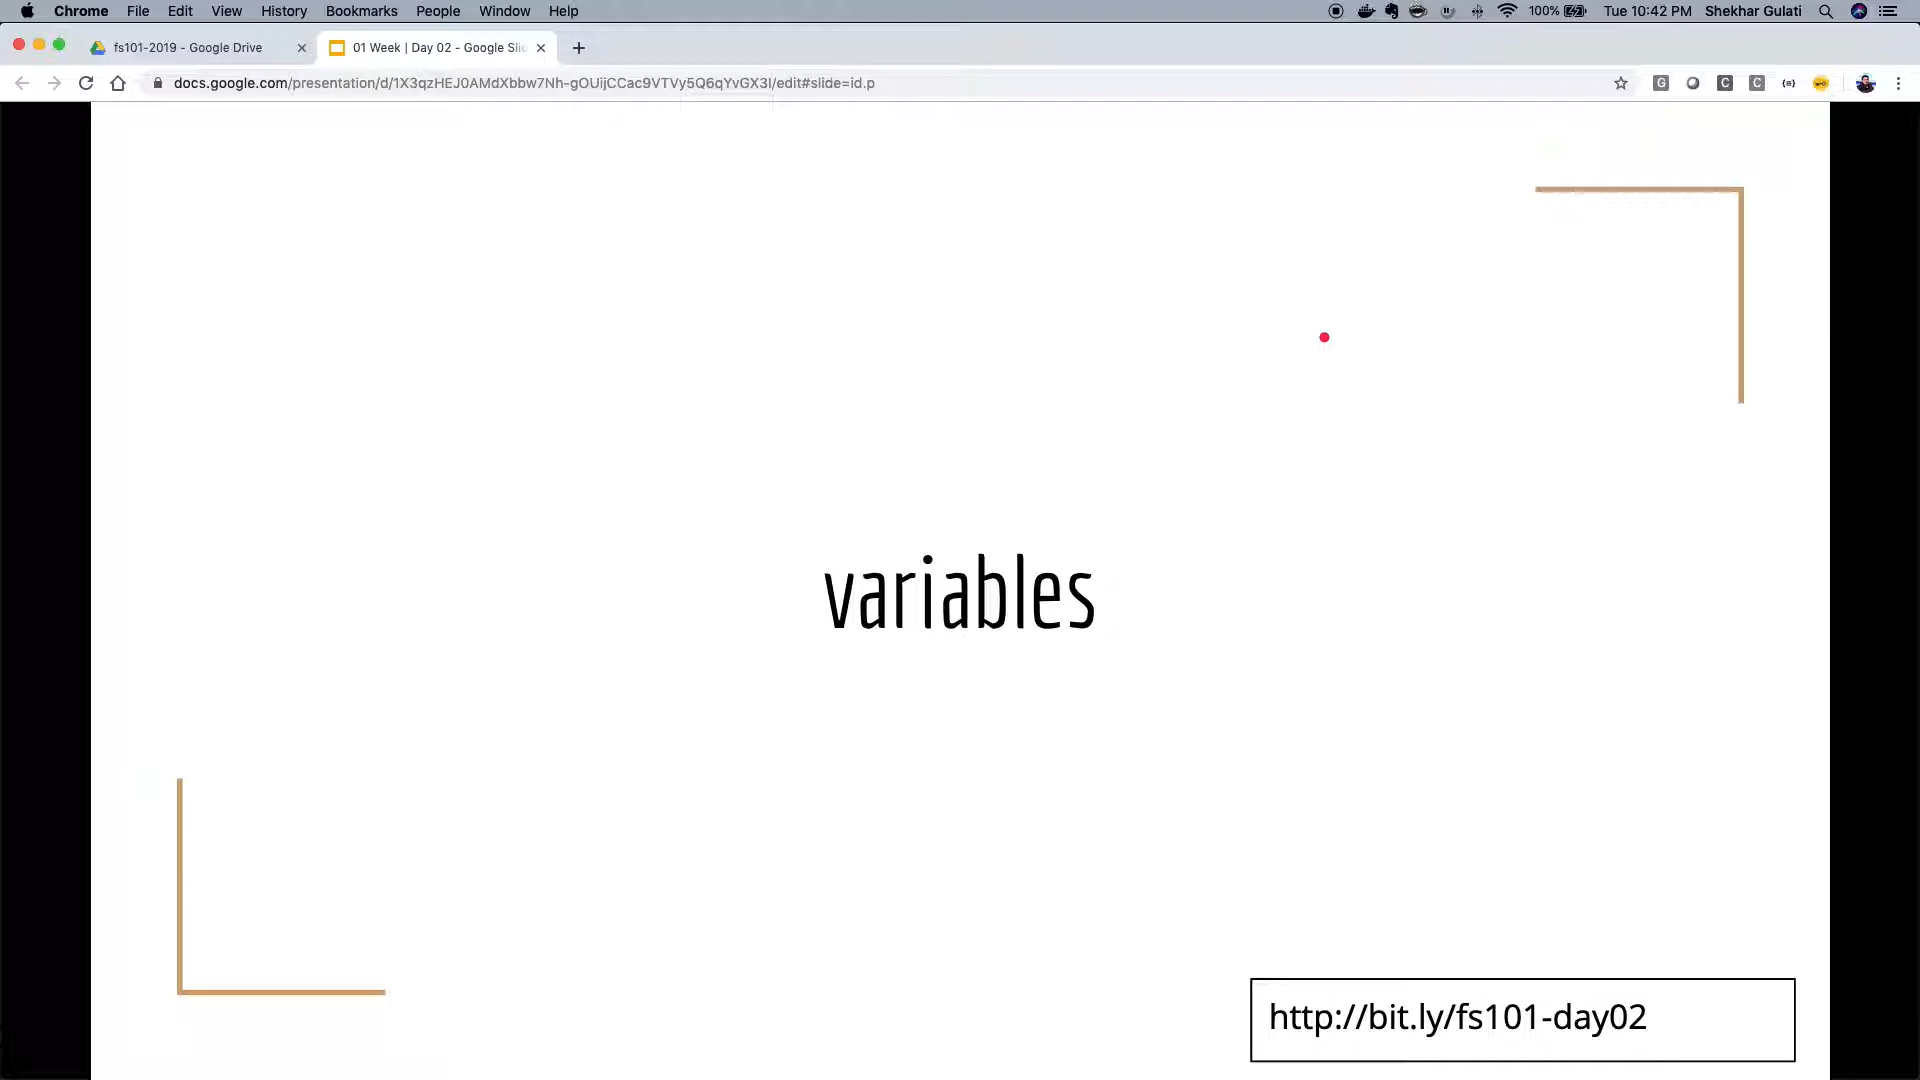 Chrome File Edit View History Bookmarks People Window Help 100% Tue 10:42 PM Shekhar Gulati
fs101-2019 - Google Drive 01 Week | Day 02 - Google Slid
docs.google.com/presentation/d/1X3qzHEJ0AMdXbbw7Nh-gOUijCCac9VTVy5Q6qYvGX3I/edit#slide=id.p
variables
http://bit.ly/fs101-day02